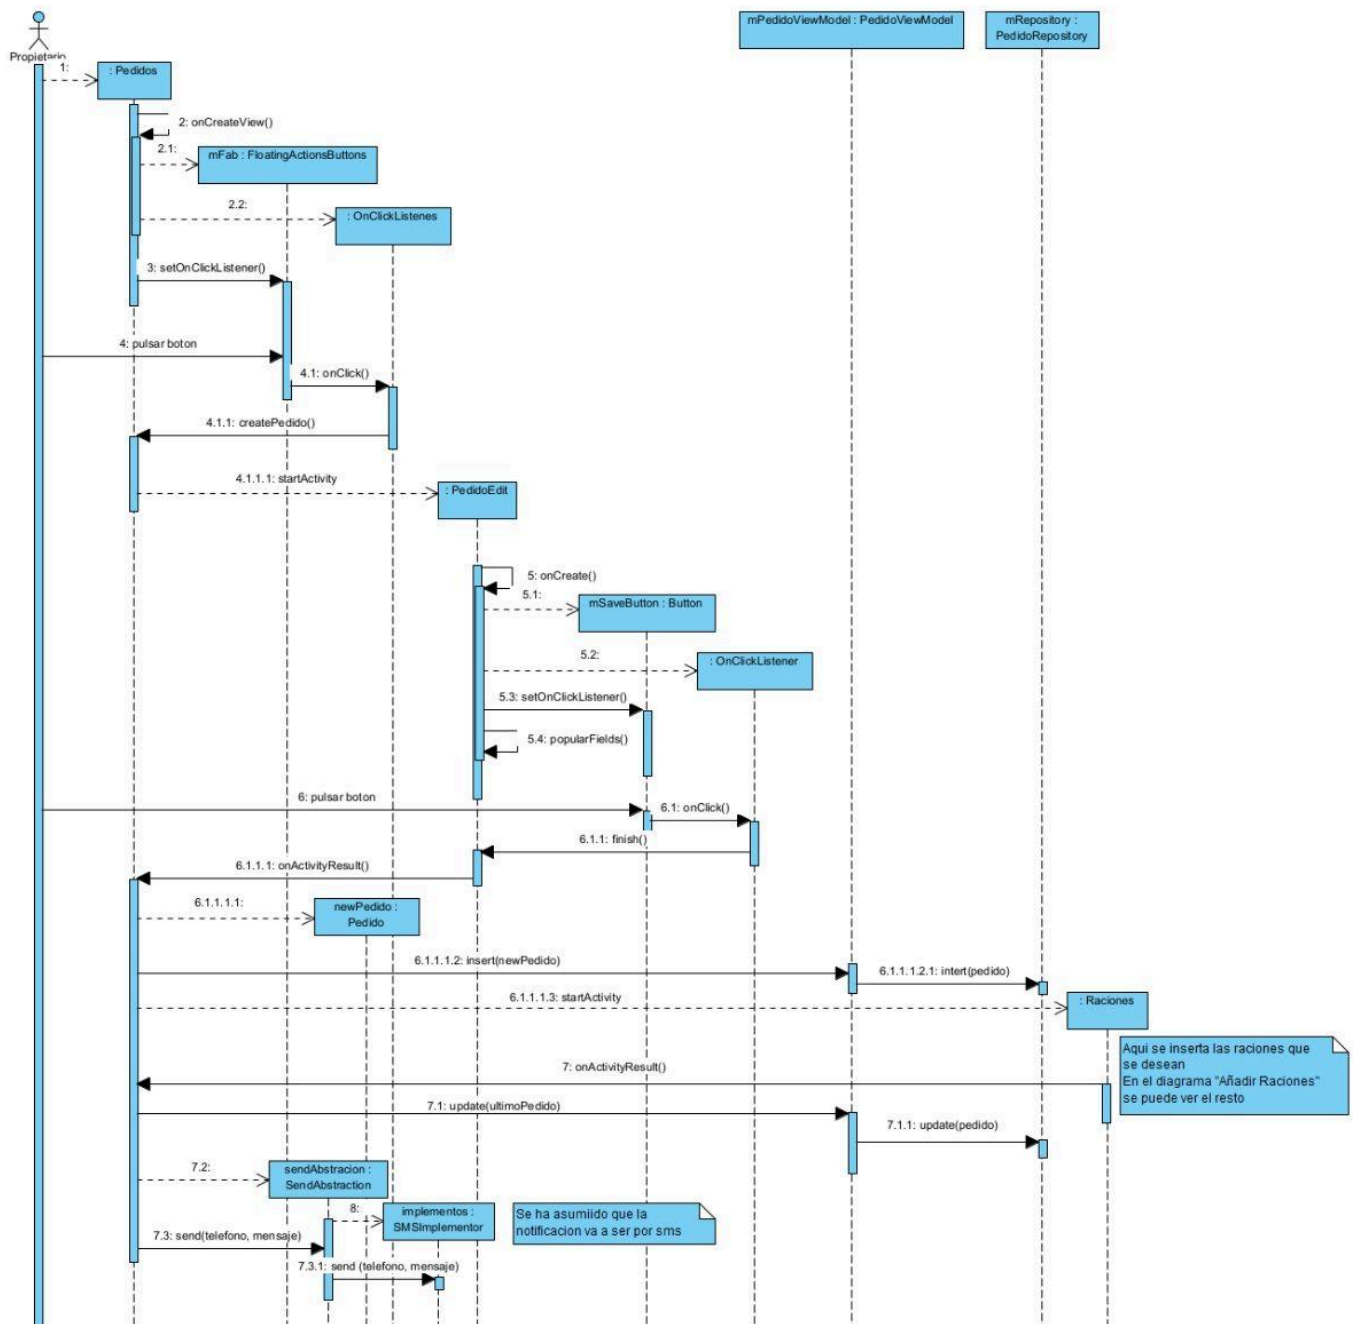 mPedidoViewModel : PedidoViewModel
mRepository :
PedidoRepository
Propietario
1:
: Pedidos
2: onCreateView()
2.1:
mFab : FloatingActionsButtons
2.2:
: OnClickListenes
3: setOnClickListener()
4: pulsar boton
4.1: onClick()
4.1.1: createPedido()
4.1.1.1: startActivity
: PedidoEdit
5: onCreate()
5.1:
mSaveButton : Button
5.2:
: OnClickListener
5.3: setOnClickListener()
5.4: popularFields()
6: pulsar boton
6.1: onClick()
6.1.1: finish()
6.1.1.1: onActivityResult()
6.1.1.1.1:
newPedido :
Pedido
6.1.1.1.2: insert(newPedido)
6.1.1.1.2.1: intert(pedido)
6.1.1.1.3: startActivity
: Raciones
Aqui se inserta las raciones que
se desean
En el diagrama "Añadir Raciones"
se puede ver el resto
7: onActivityResult()
7.1: update(ultimoPedido)
7.1.1: update(pedido)
7.2:
sendAbstracion :
SendAbstraction
8:
implementos :
SMSImplementor
Se ha asumiido que la
notificacion va a ser por sms
7.3: send(telefono, mensaje)
7.3.1: send (telefono, mensaje)